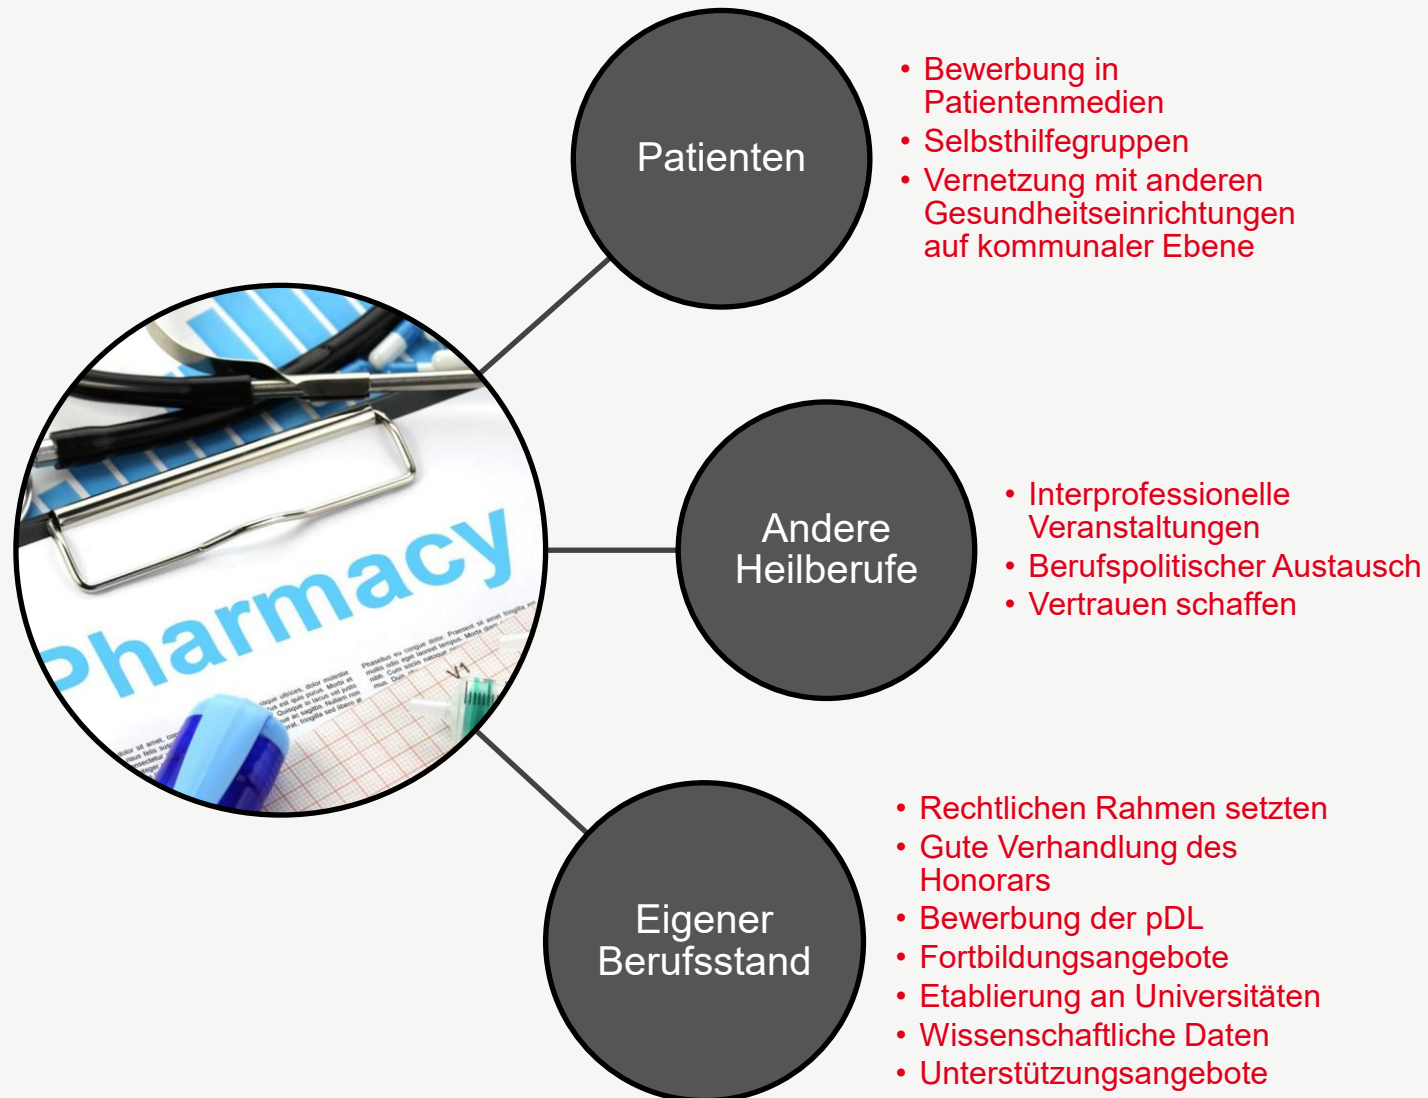 Patienten
• Bewerbung in
Patientenmedien
• Selbsthilfegruppen
• Vernetzung mit anderen
Gesundheitseinrichtungen
auf kommunaler Ebene
Pharmacy
V1
Andere
Heilberufe
• Interprofessionelle
Veranstaltungen
• Berufspolitischer Austausch
• Vertrauen schaffen
Eigener
Berufsstand
• Rechtlichen Rahmen setzten
• Gute Verhandlung des
Honorars
• Bewerbung der pDL
• Fortbildungsangebote
• Etablierung an Universitäten
• Wissenschaftliche Daten
• Unterstützungsangebote